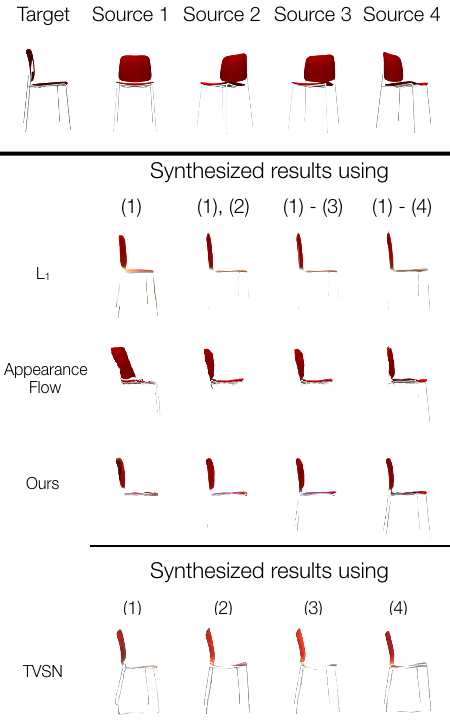 Target Source 1 Source 2 Source 3 Source 4
Synthesized results using
(1) (1), (2) (1) - (3) (1) - (4)
L₁
Appearance
Flow
Ours
Synthesized results using
(1) (2) (3) (4)
TVSN